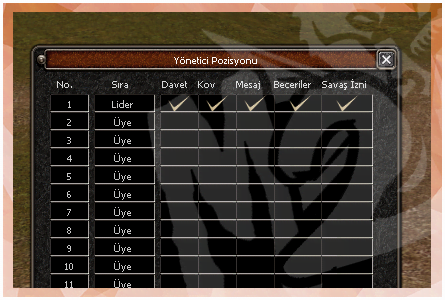 Yönetici Pozisyonu
No. Sıra Davet Kov Mesaj Beceriler Savaş İzni
1 Lider
2 Üye
3 Üye
4 Üye
5 Üye
6 Üye
7 Üye
8 Üye
9 Üye
10 Üye
11 Üye